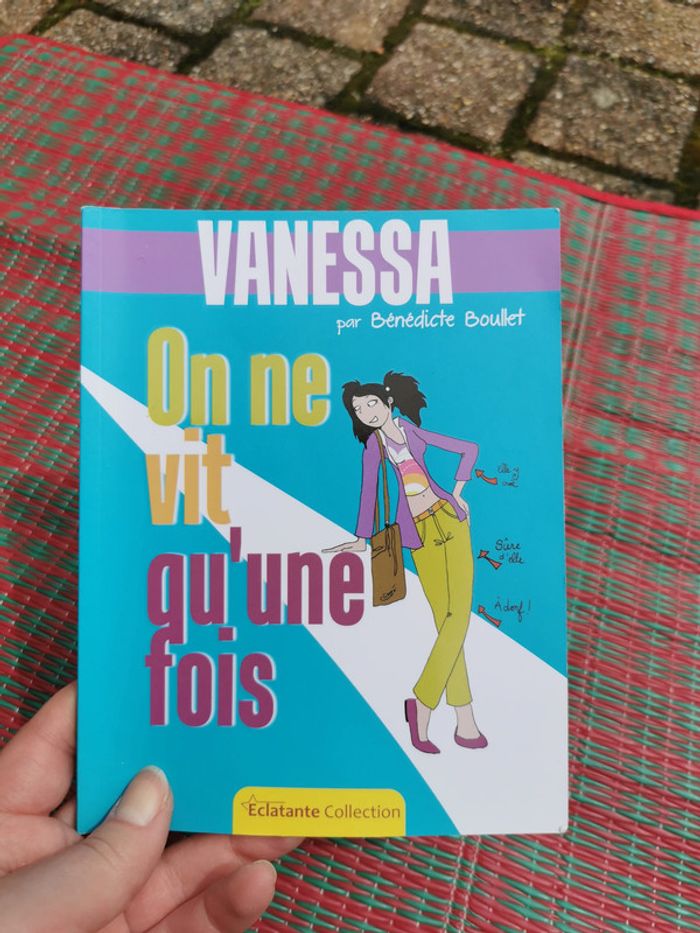 VANESSA
par Bénédicte Boullet
On ne
vit
qu'une
fois
Elle y
croit
Sûre
d'elle
À donf!
Eclatante Collection